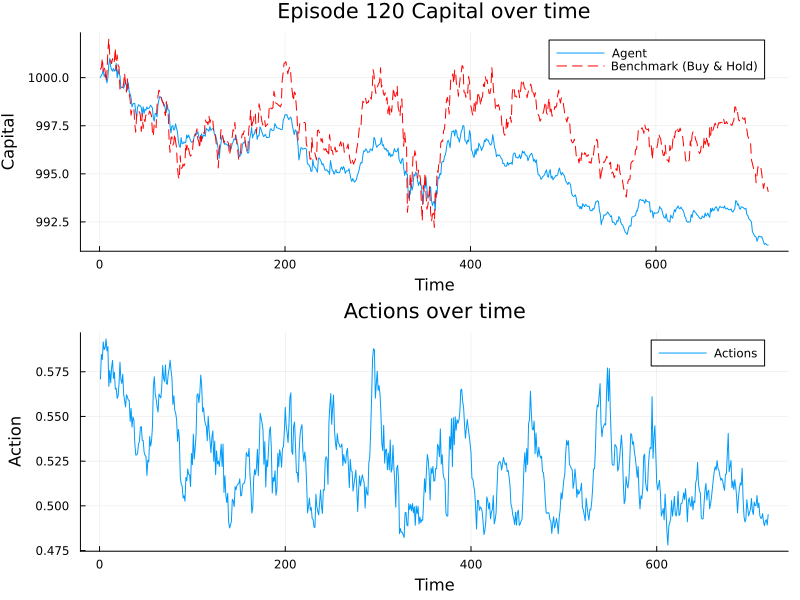 Episode 120 Capital over time
Agent
Benchmark (Buy & Hold)
Capital
1000.0
997.5
995.0
992.5
0
200
400
600
Time
Actions over time
Actions
Action
0.575
0.550
0.525
0.500
0.475
0
200
400
600
Time